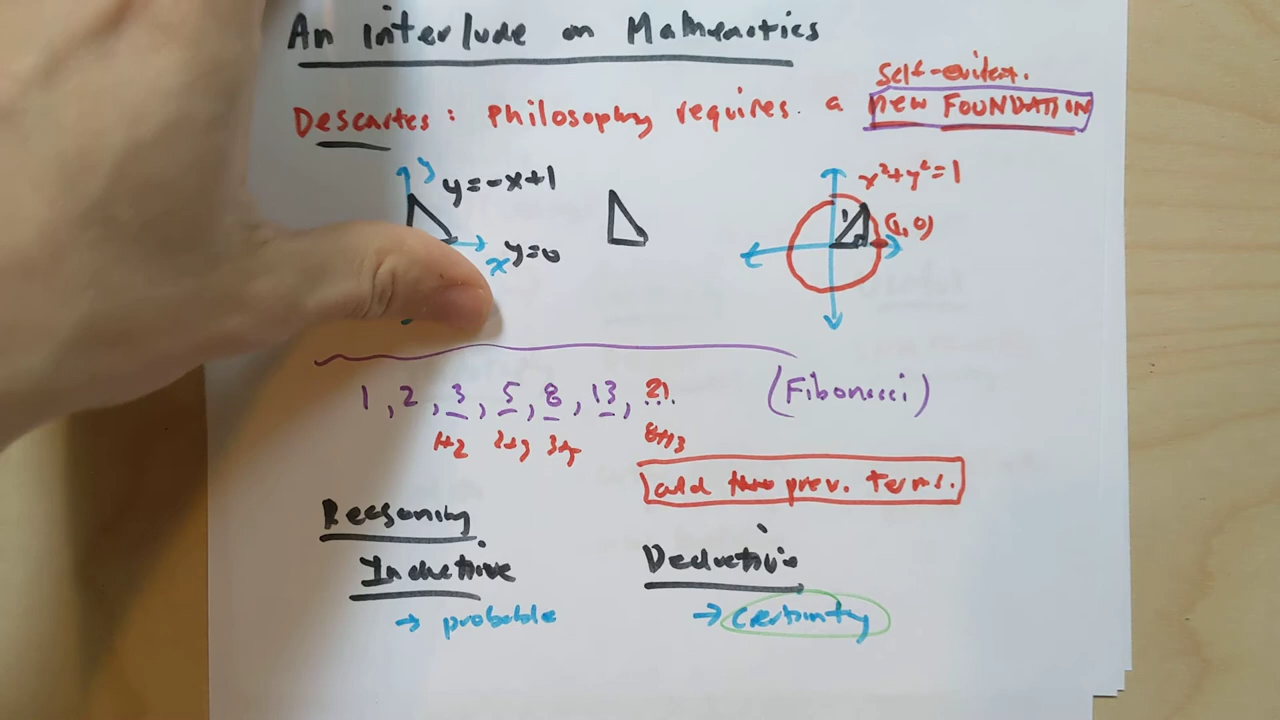 An interlude on Mathematics
Self-evident.
Descartes: philosophy requires a new FOUNDATION
y
y=-x+1
x²+y²=1
1
(1,0)
x
y=0
1, 2, 3, 5, 8, 13, 21...
(Fibonacci)
1+2 2+3 3+5 8+13
add two prev. terms.
Reasoning
Inductive
Deductive
→ probable
→ certainty